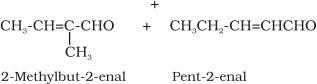 +
CH₃-CH=C-CHO + CH₃CH₂-CH=CHCHO
CH₃
2-Methylbut-2-enal Pent-2-enal